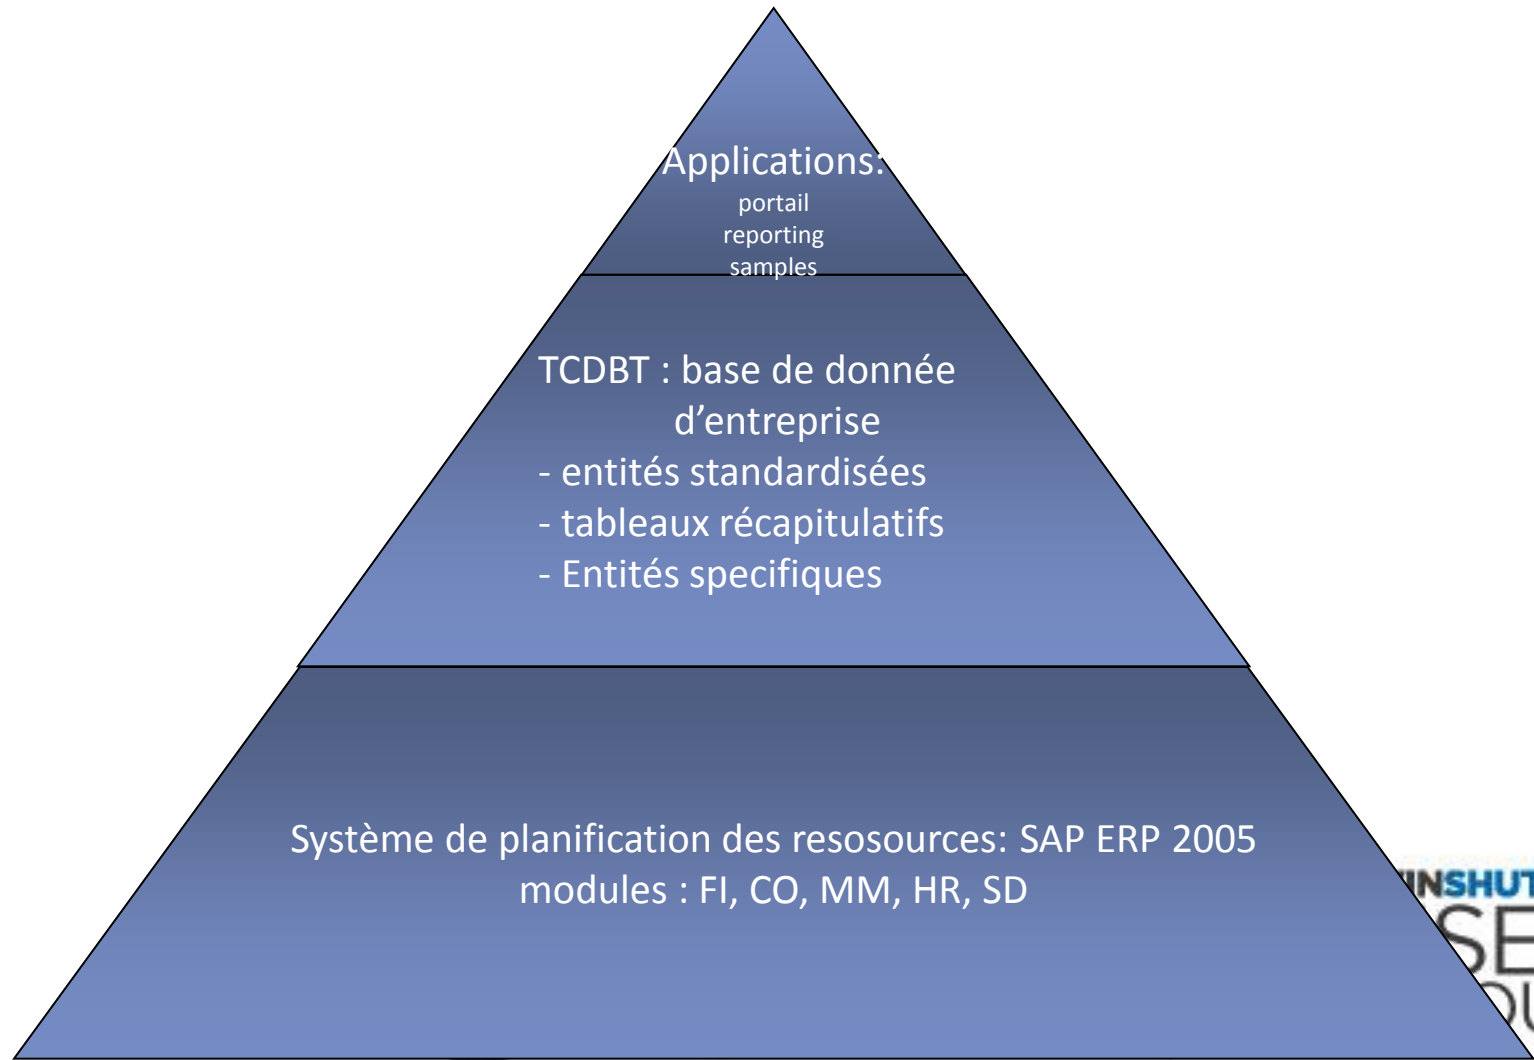 Applications:
portail
reporting
samples
TCDBT : base de donnée
d’entreprise
- entités standardisées
- tableaux récapitulatifs
- Entités specifiques
Système de planification des resosources: SAP ERP 2005
modules : FI, CO, MM, HR, SD